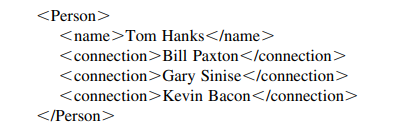 <Person>
<name>Tom Hanks</name>
<connection>Bill Paxton</connection>
<connection>Gary Sinise</connection>
<connection>Kevin Bacon</connection>
</Person>